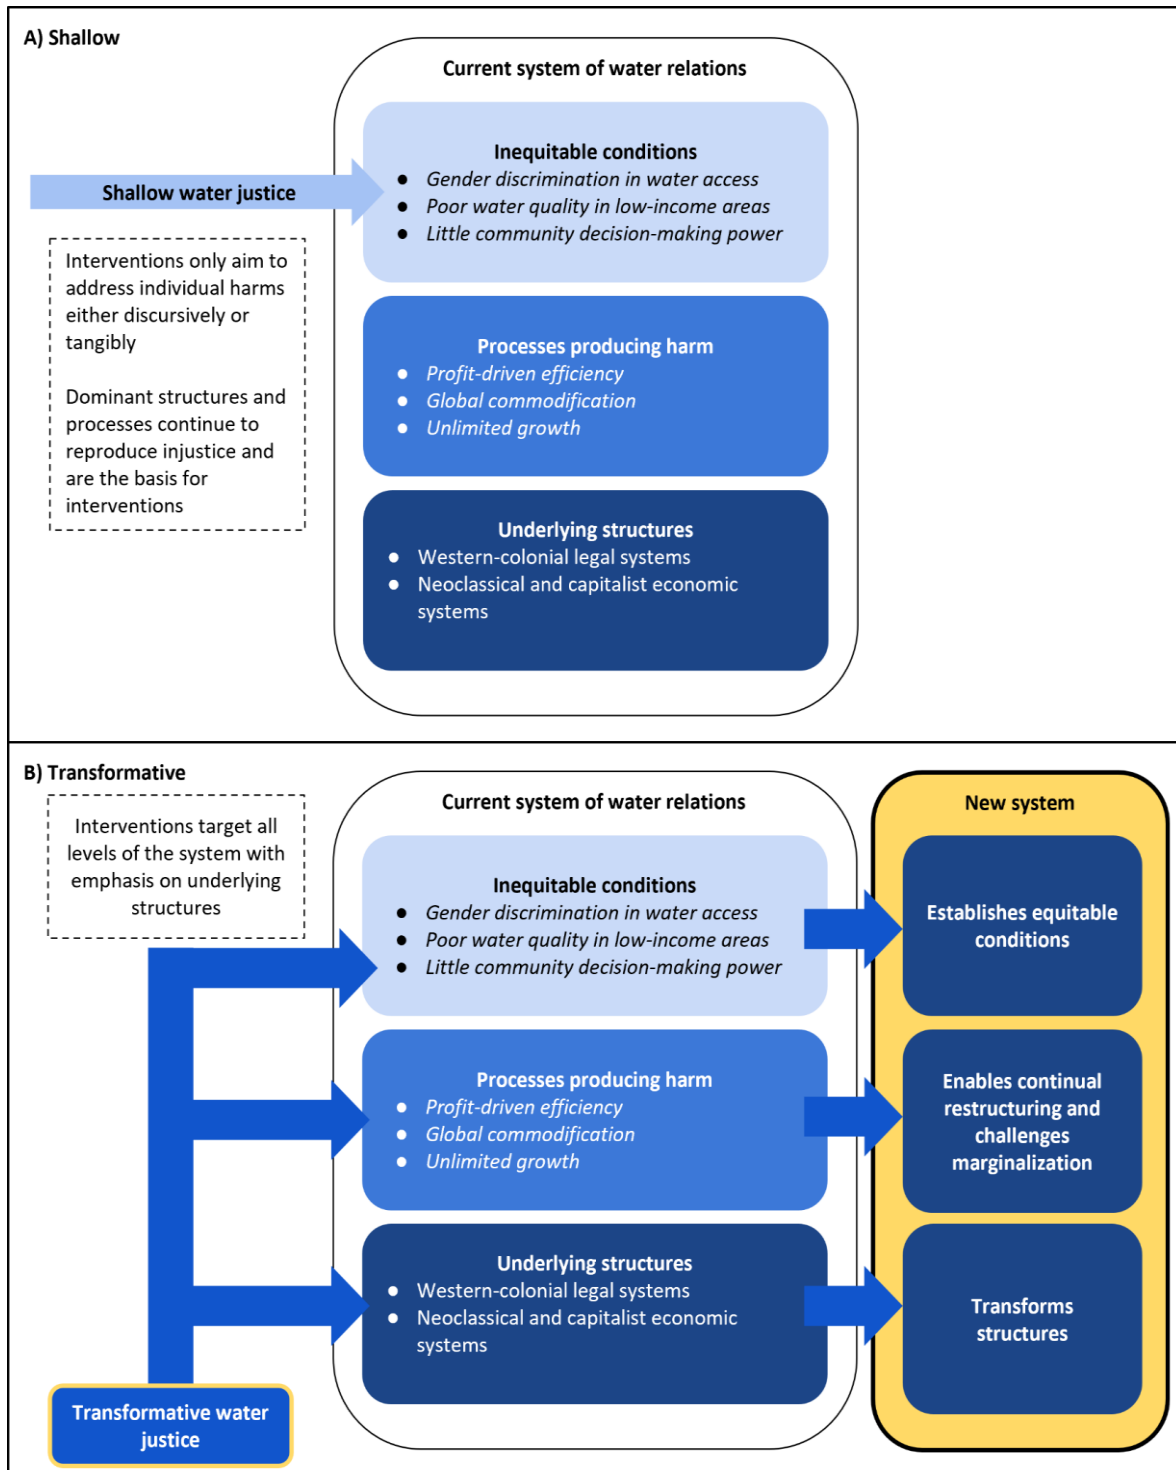 A) Shallow
Current system of water relations
Inequitable conditions
● Gender discrimination in water access
● Poor water quality in low-income areas
● Little community decision-making power
Shallow water justice
Interventions only aim to
address individual harms
either discursively or
tangibly
Dominant structures and
processes continue to
reproduce injustice and
are the basis for
interventions
Processes producing harm
● Profit-driven efficiency
● Global commodification
● Unlimited growth
Underlying structures
● Western-colonial legal systems
● Neoclassical and capitalist economic
systems
B) Transformative
Interventions target all
levels of the system with
emphasis on underlying
structures
Current system of water relations
Inequitable conditions
● Gender discrimination in water access
● Poor water quality in low-income areas
● Little community decision-making power
Processes producing harm
● Profit-driven efficiency
● Global commodification
● Unlimited growth
Underlying structures
● Western-colonial legal systems
● Neoclassical and capitalist economic
systems
Transformative water
justice
New system
Establishes equitable
conditions
Enables continual
restructuring and
challenges
marginalization
Transforms
structures